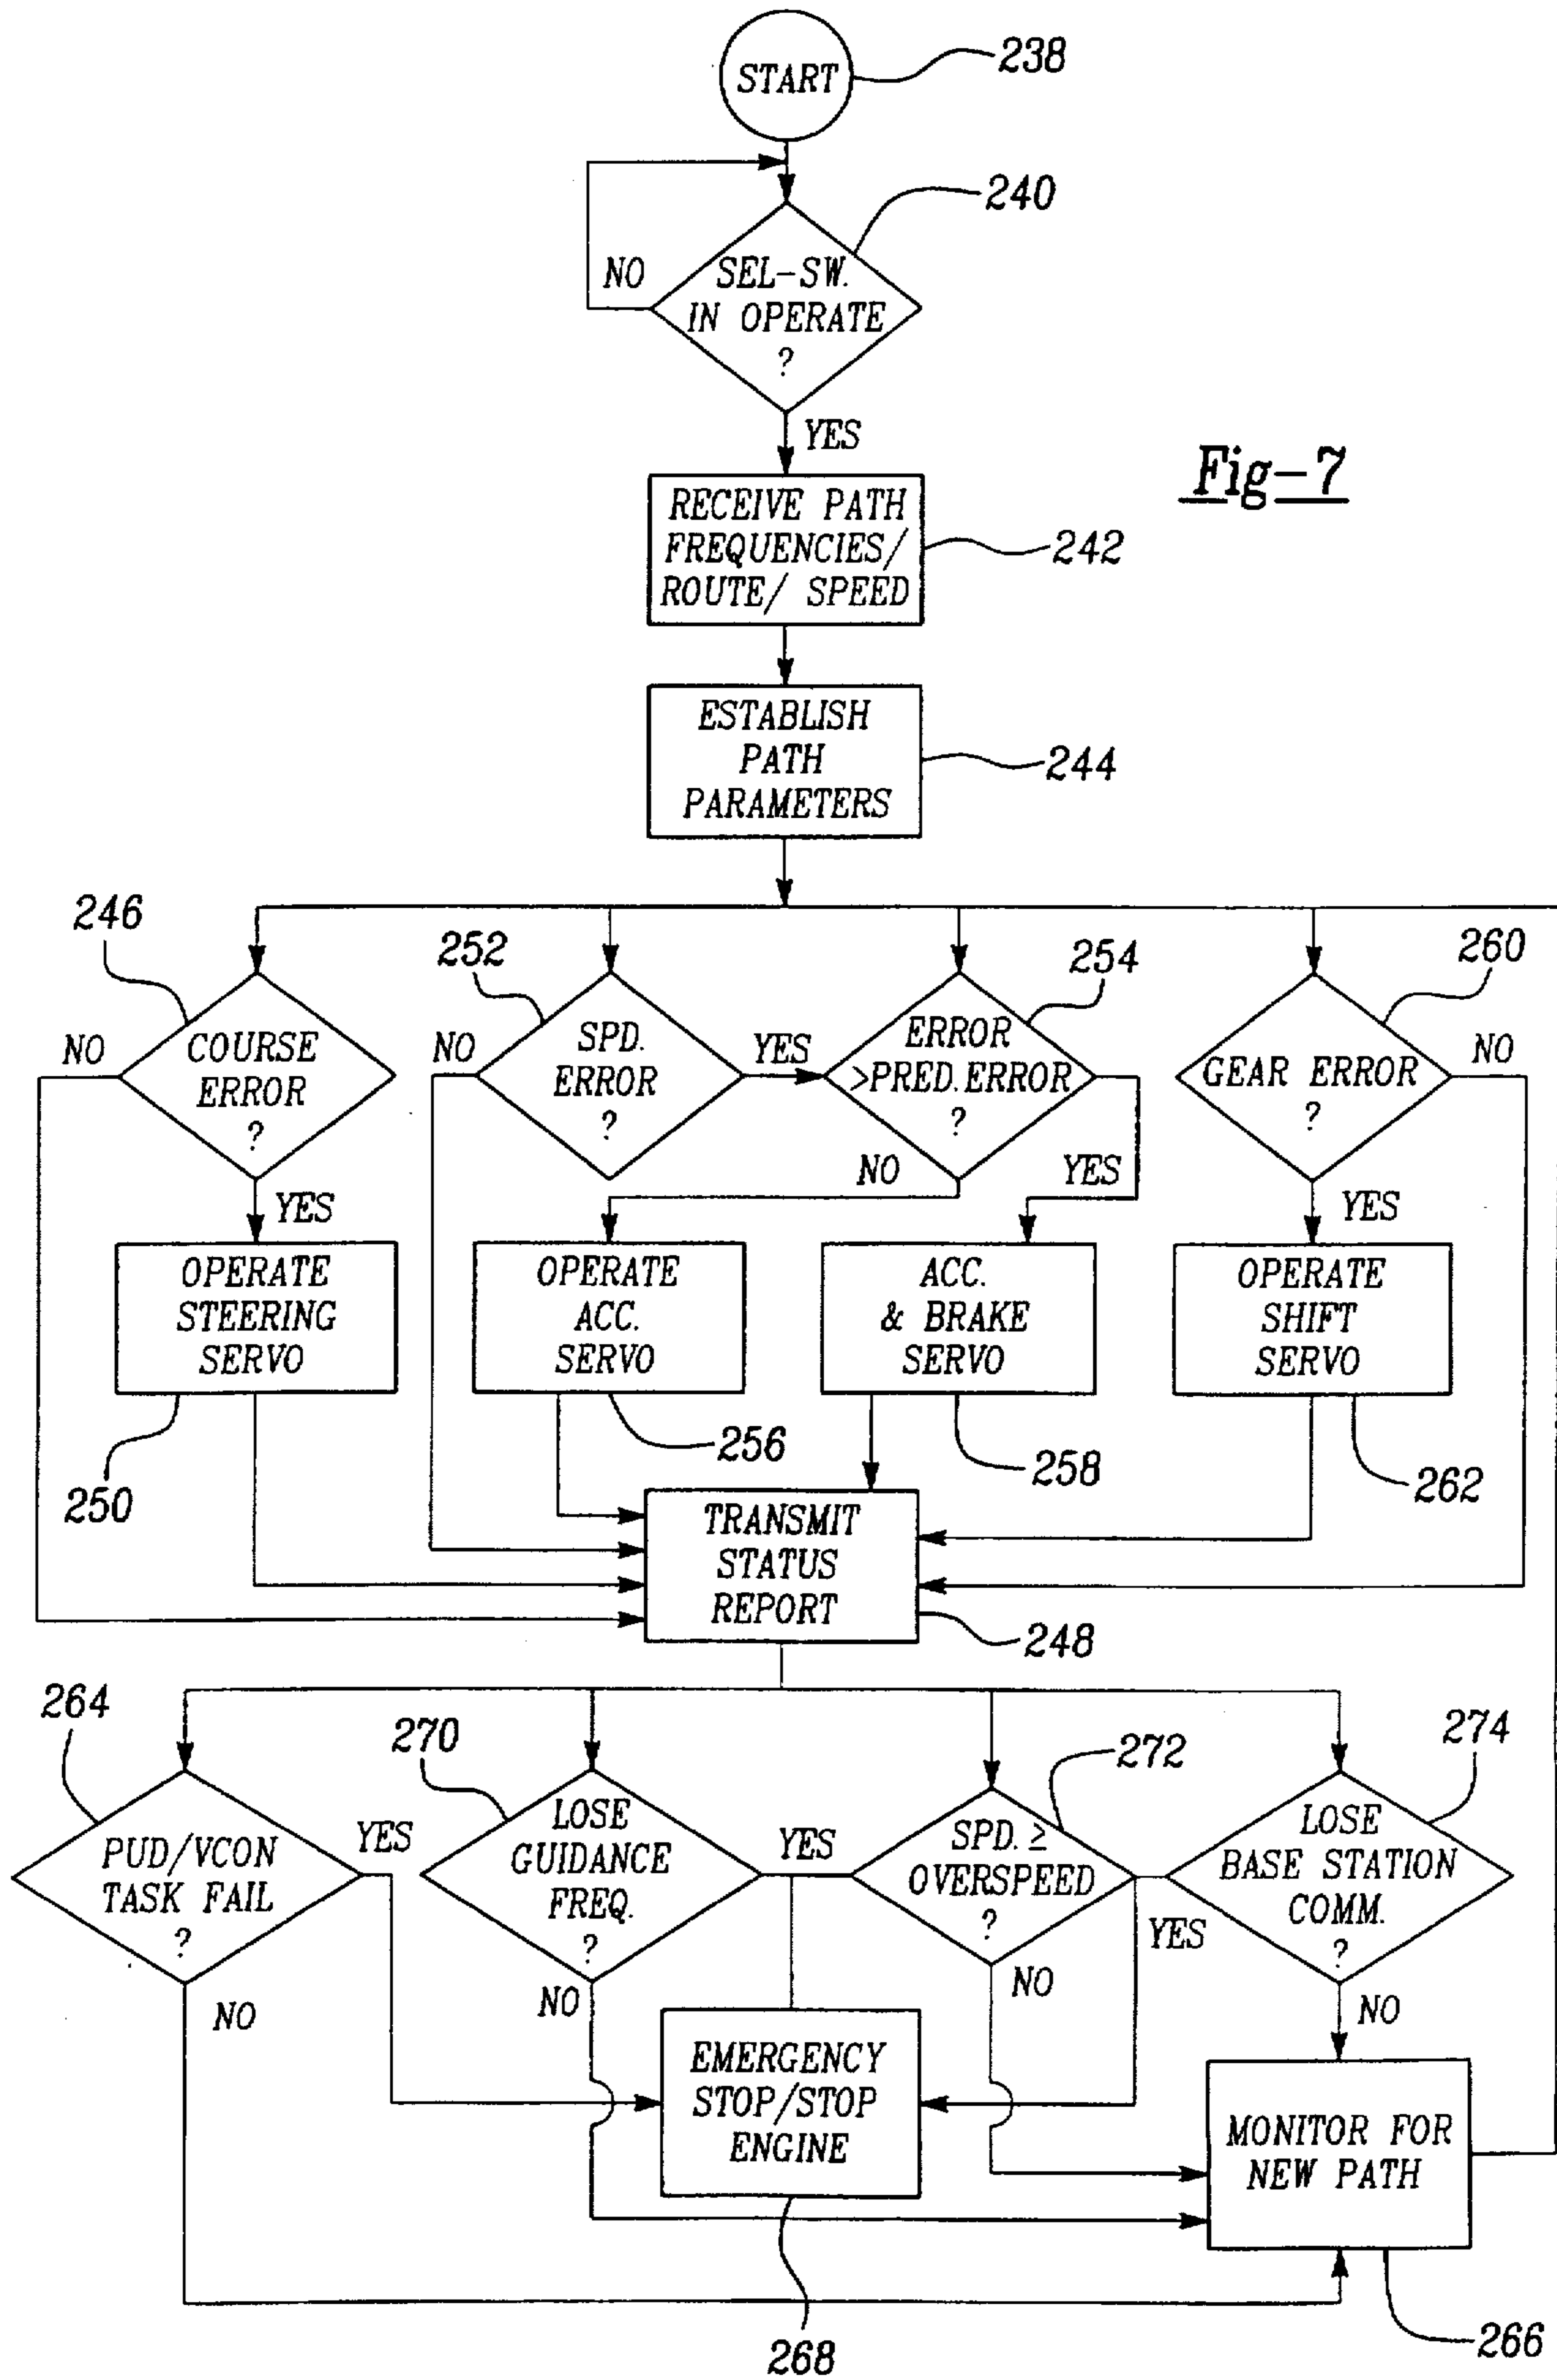 START
238
240
NO
SEL-SW.
IN OPERATE
?
YES
Fig-7
RECEIVE PATH
FREQUENCIES/
ROUTE/ SPEED
242
ESTABLISH
PATH
PARAMETERS
244
246
252
254
260
NO
COURSE
ERROR
?
NO
SPD.
ERROR
?
YES
ERROR
>PRED.ERROR
?
GEAR ERROR
?
NO
YES
NO
YES
YES
OPERATE
STEERING
SERVO
OPERATE
ACC.
SERVO
ACC.
& BRAKE
SERVO
OPERATE
SHIFT
SERVO
250
256
258
262
TRANSMIT
STATUS
REPORT
248
264
270
272
274
PUD/VCON
TASK FAIL
?
YES
LOSE
GUIDANCE
FREQ.
?
YES
SPD. ≥
OVERSPEED
?
YES
LOSE
BASE STATION
COMM.
?
NO
NO
NO
NO
EMERGENCY
STOP/STOP
ENGINE
MONITOR FOR
NEW PATH
268
266